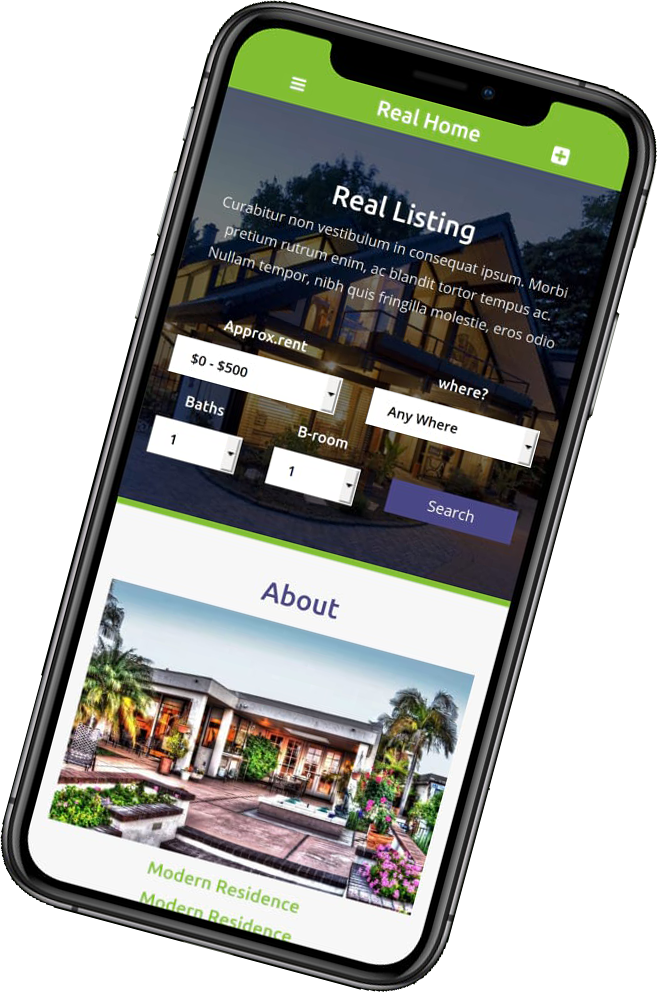 Real Home
Real Listing
Curabitur non vestibulum in consequat ipsum. Morbi
pretium rutrum enim, ac blandit tortor tempus ac.
Nullam tempor, nibh quis fringilla molestie, eros odio
Approx.rent
where?
$0 - $500
Any Where
Baths
B-room
1
1
Search
About
Modern Residence
Modern Residence